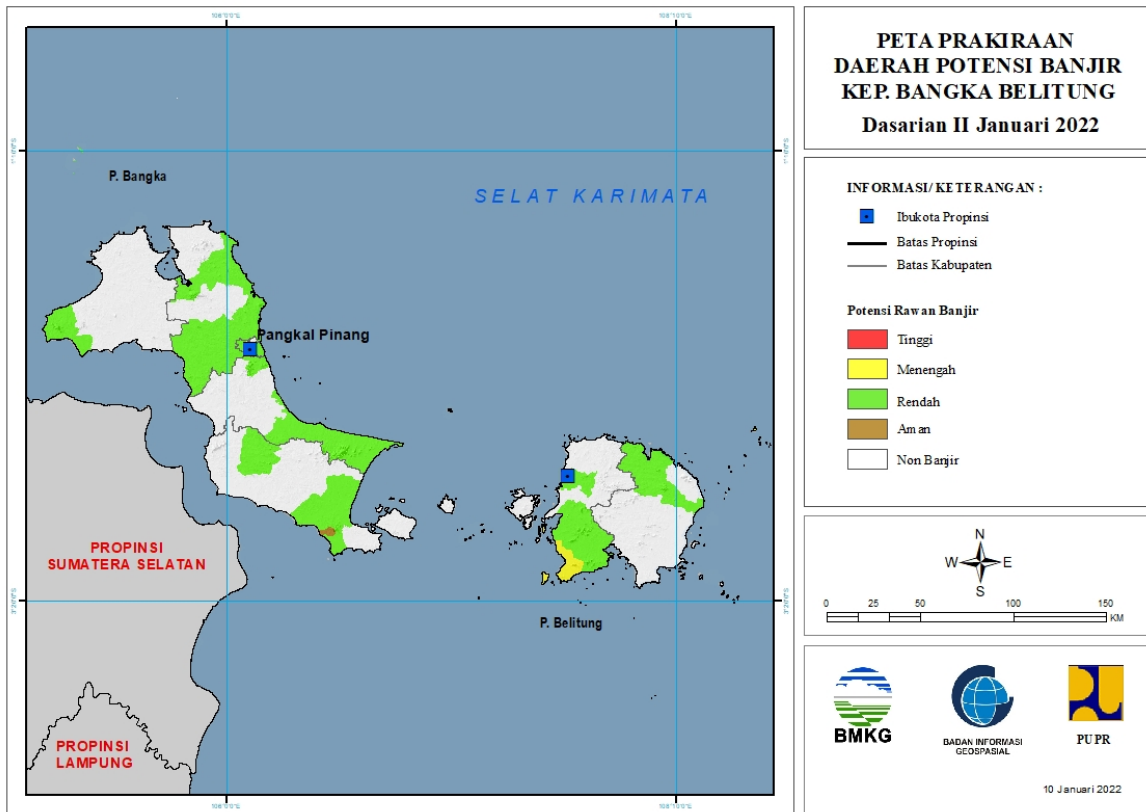 PETA PRAKIRAAN
DAERAH POTENSI BANJIR
KEP. BANGKA BELITUNG
Dasarian II Januari 2022
P. Bangka
SELAT KARIMATA
Pangkal Pinang
PROPINSI
SUMATERA SELATAN
P. Belitung
PROPINSI
LAMPUNG
INFORMASI/ KETERANGAN :
Ibukota Propinsi
Batas Propinsi
Batas Kabupaten
Potensi Rawan Banjir
Tinggi
Menengah
Rendah
Aman
Non Banjir
N
W
E
S
0 25 50 100 150
KM
BMKG
BADAN INFORMASI
GEOSPASIAL
PUPR
10 Januari 2022